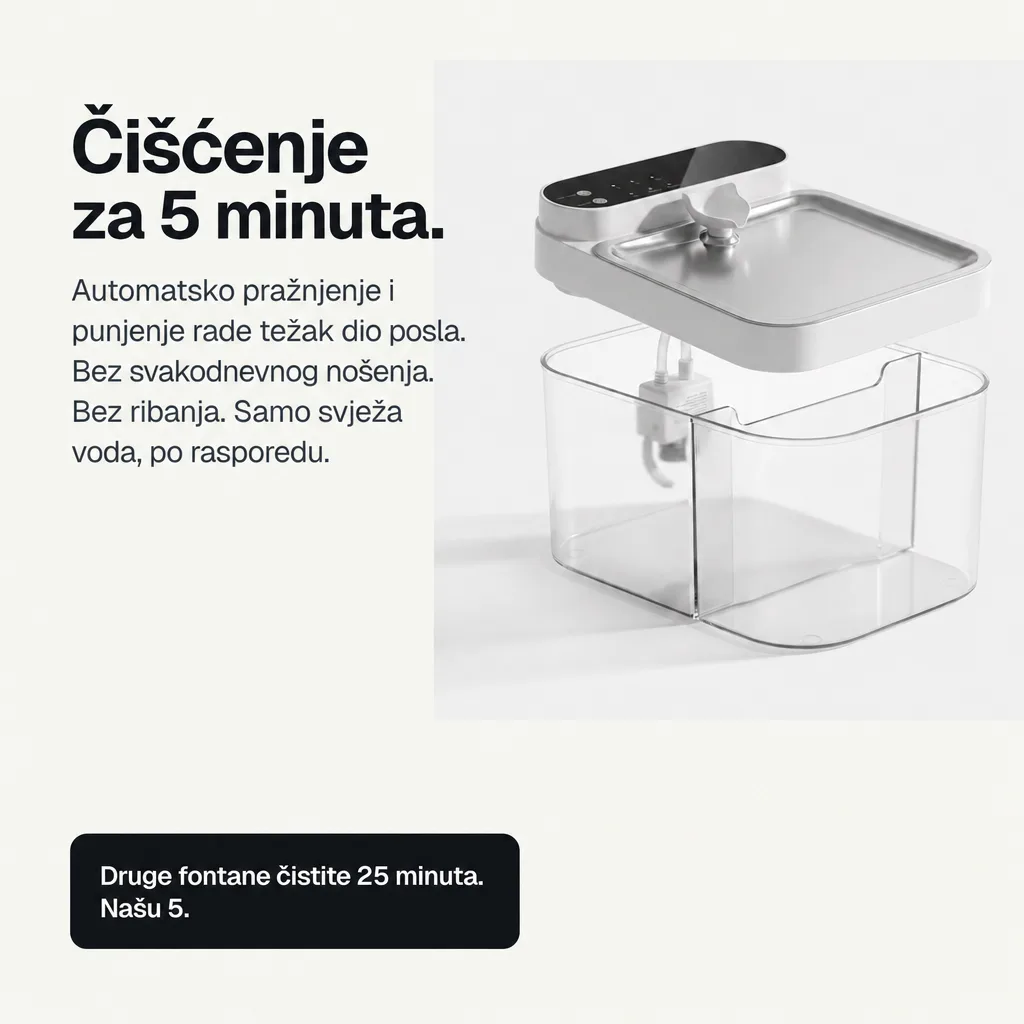 Čišćenje
za 5 minuta.
Automatsko pražnjenje i
punjenje rade težak dio posla.
Bez svakodnevnog nošenja.
Bez ribanja. Samo svježa
voda, po rasporedu.
Druge fontane čistite 25 minuta.
Našu 5.